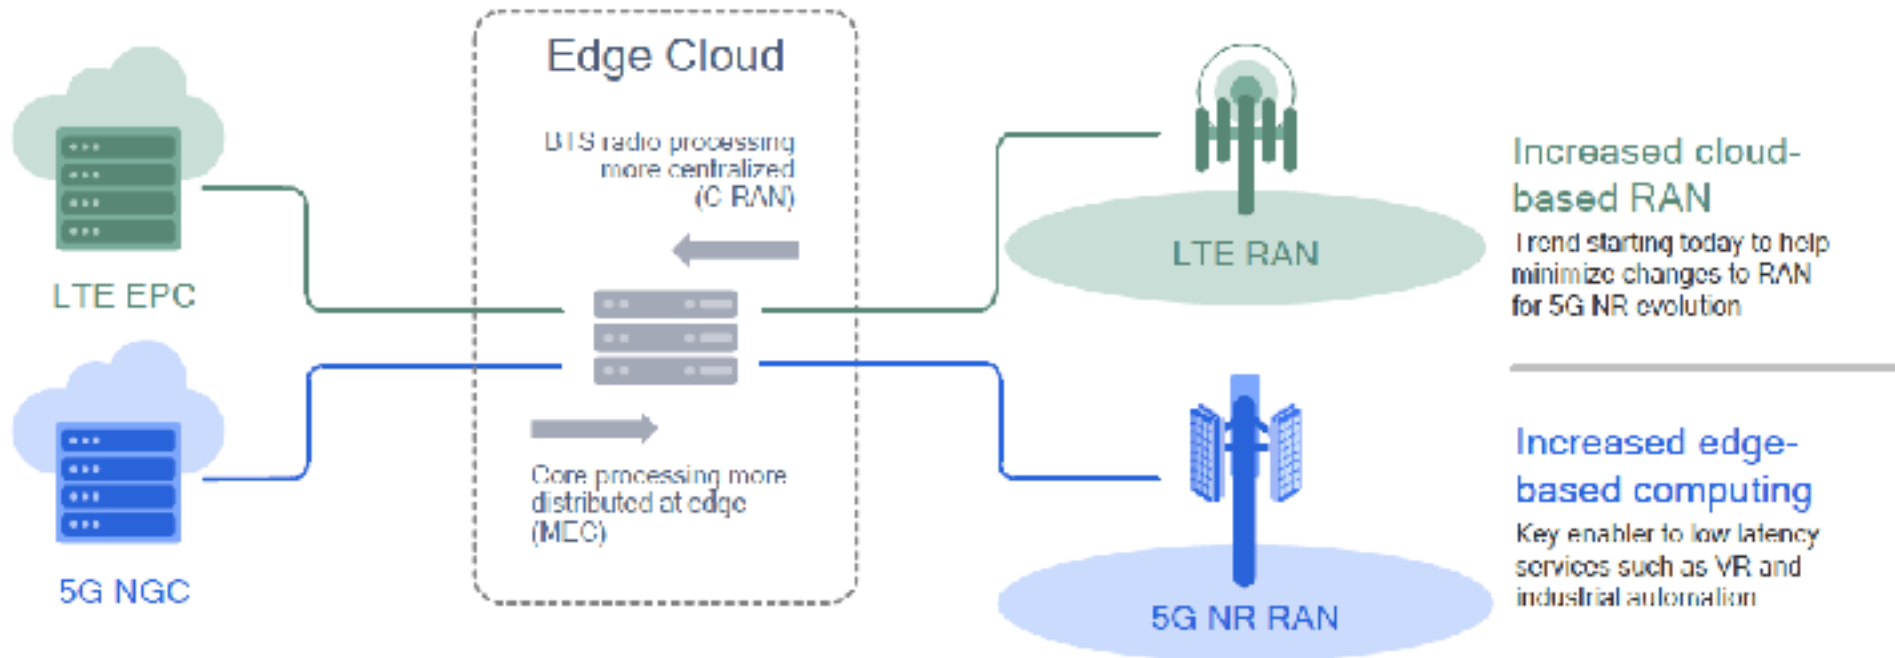 Edge Cloud
BTS radio processing
more centralized
(C RAN)
LTE EPC
LTE RAN
Increased cloud-
based RAN
Trend starting today to help
minimize changes to RAN
for 5G NR evolution
Core processing more
distributed at edge
(MEC)
5G NGC
5G NR RAN
Increased edge-
based computing
Key enabler to low latency
services such as VR and
industrial automation